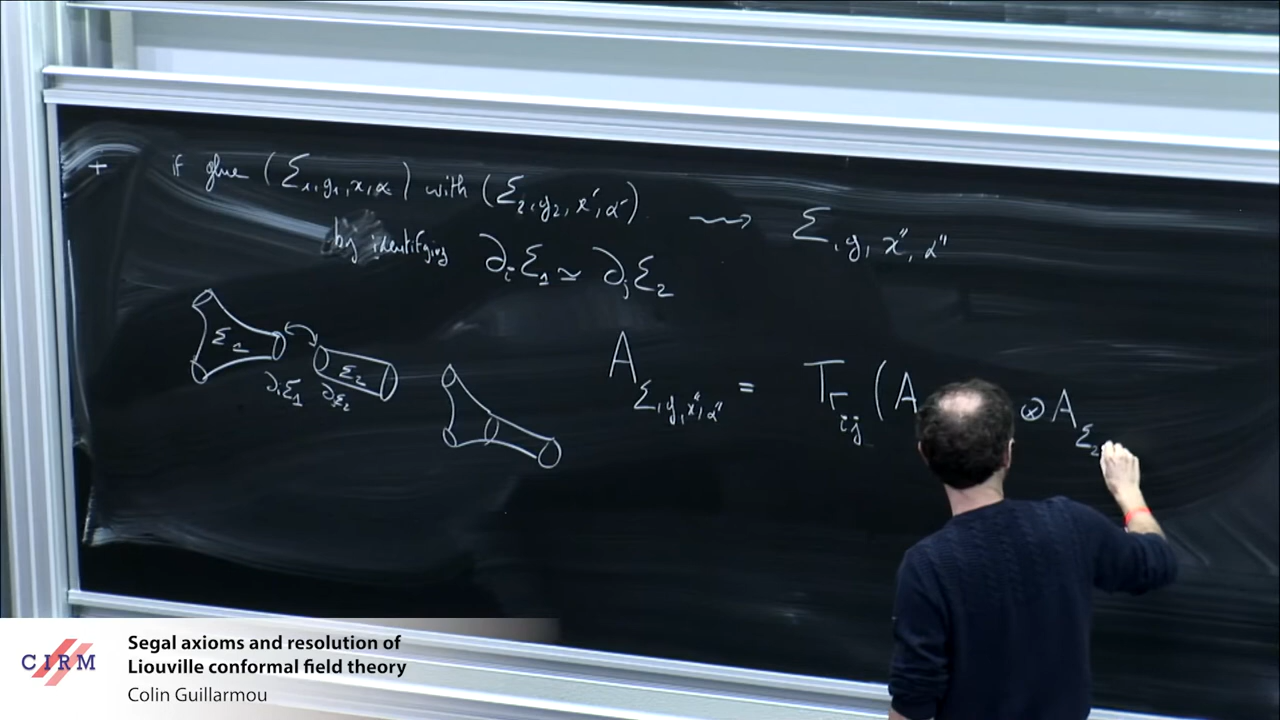 + if glue (Σ₁, g₁, x, α) with (Σ₂, g₂, x', α') ⇝ Σ, g, x'', α''
by identifying ∂ᵢΣ₁ ≃ ∂ⱼΣ₂
Σ₁ Σ₂
∂ᵢΣ₁ ∂ⱼΣ₂
A_{Σ, g, x'', α''} = Tr_{ij} (A ⊗ A_{Σ₂}
CIRM
Segal axioms and resolution of
Liouville conformal field theory
Colin Guillarmou